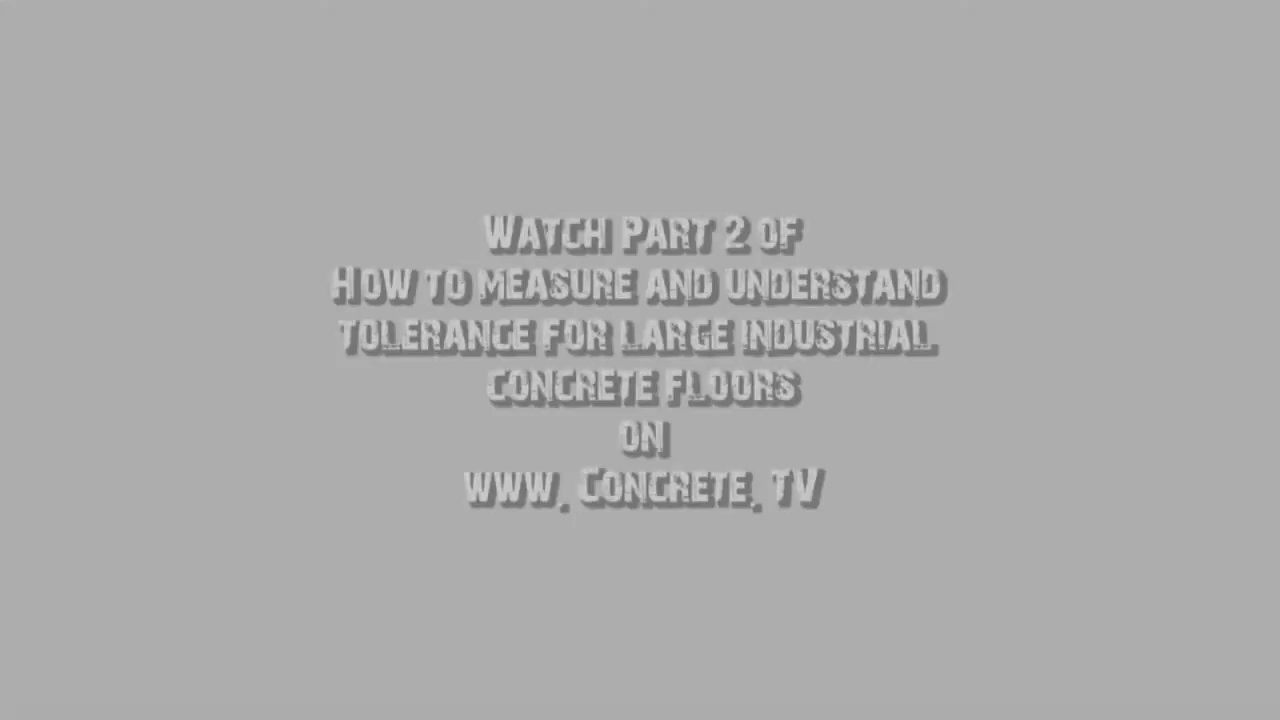 Watch Part 2 of
How to measure and understand
tolerance for large industrial
concrete floors
on
www, Concrete, TV